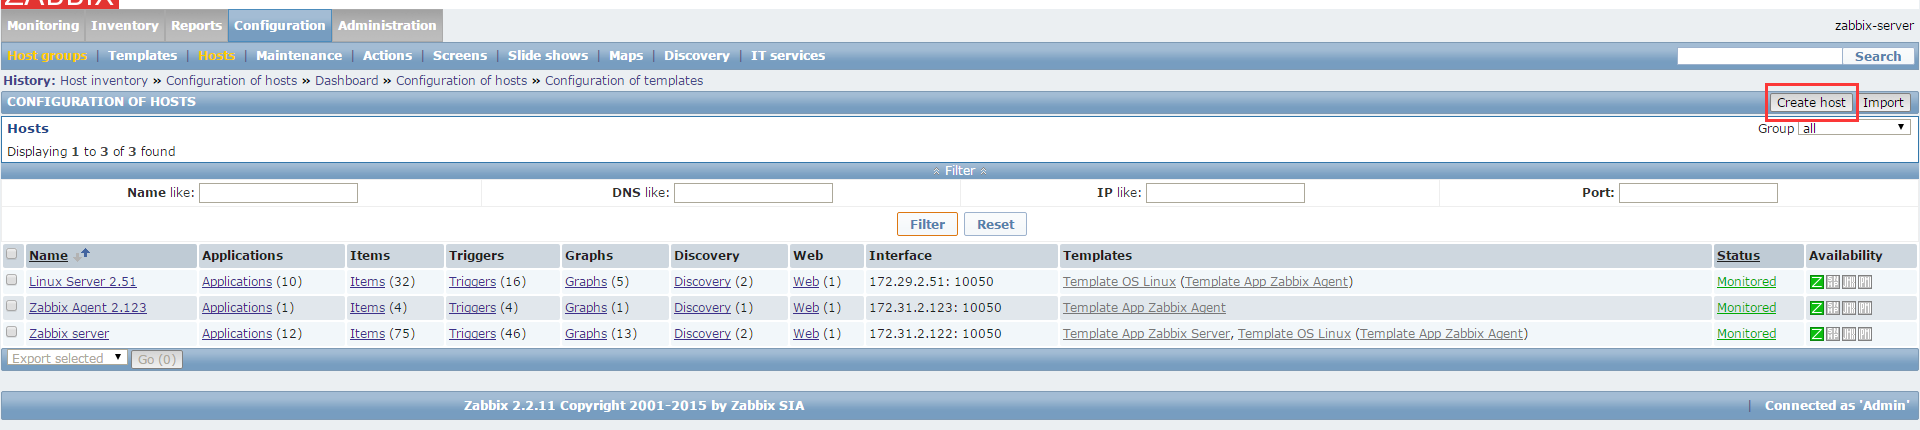 ZABBIX
Monitoring Inventory Reports Configuration Administration zabbix-server
Host groups | Templates | Hosts | Maintenance | Actions | Screens | Slide shows | Maps | Discovery | IT services Search
History: Host inventory » Configuration of hosts » Dashboard » Configuration of hosts » Configuration of templates
CONFIGURATION OF HOSTS Create host Import
Hosts Group all
Displaying 1 to 3 of 3 found
Filter
Name like: DNS like: IP like: Port:
Filter Reset
Name Applications Items Triggers Graphs Discovery Web Interface Templates Status Availability
Linux Server 2.51 Applications (10) Items (32) Triggers (16) Graphs (5) Discovery (2) Web (1) 172.29.2.51: 10050 Template OS Linux (Template App Zabbix Agent) Monitored Z
Zabbix Agent 2.123 Applications (1) Items (4) Triggers (4) Graphs (1) Discovery (2) Web (1) 172.31.2.123: 10050 Template App Zabbix Agent Monitored Z
Zabbix server Applications (12) Items (75) Triggers (46) Graphs (13) Discovery (2) Web (1) 172.31.2.122: 10050 Template App Zabbix Server, Template OS Linux (Template App Zabbix Agent) Monitored Z
Export selected Go (0)
Zabbix 2.2.11 Copyright 2001-2015 by Zabbix SIA | Connected as 'Admin'